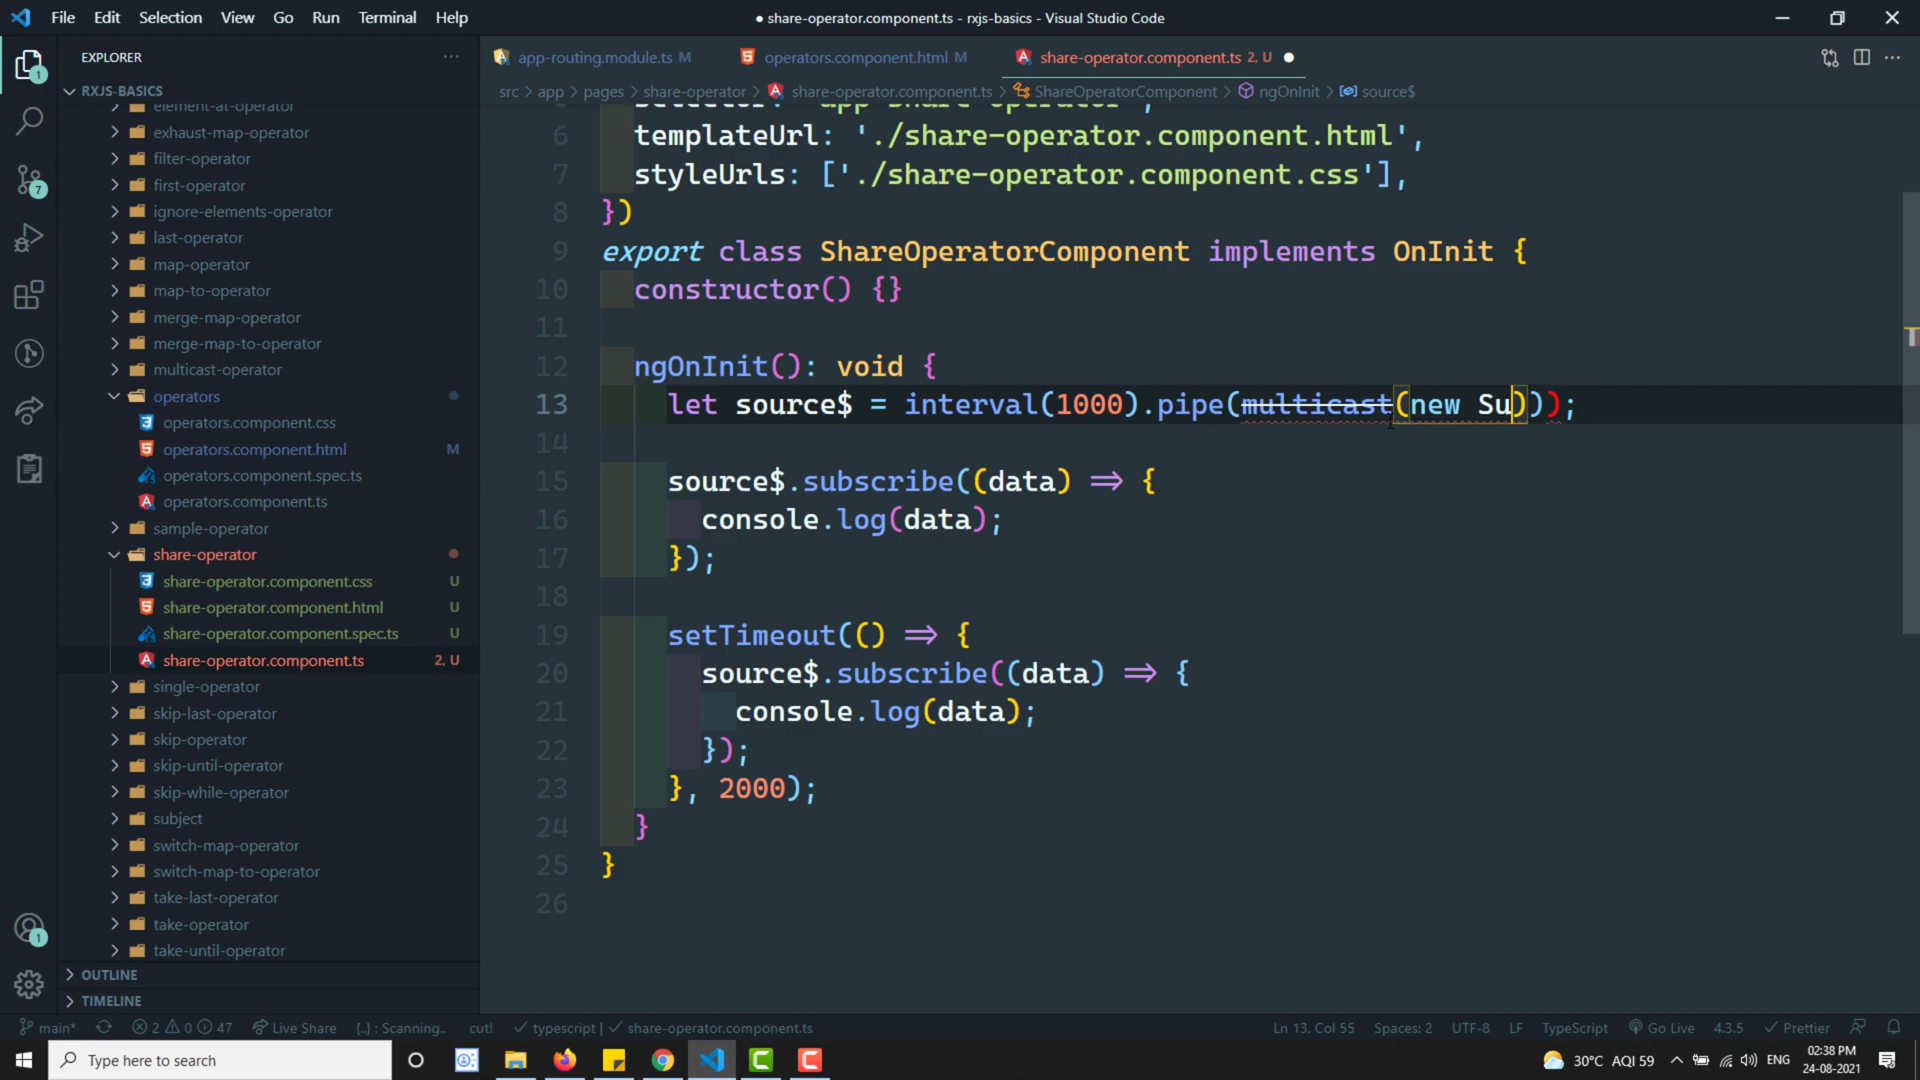 File Edit Selection View Go Run Terminal Help
● share-operator.component.ts - rxjs-basics - Visual Studio Code
EXPLORER
RXJS-BASICS
element-at-operator
exhaust-map-operator
filter-operator
first-operator
ignore-elements-operator
last-operator
map-operator
map-to-operator
merge-map-operator
merge-map-to-operator
multicast-operator
operators
operators.component.css
operators.component.html M
operators.component.spec.ts
operators.component.ts
sample-operator
share-operator
share-operator.component.css U
share-operator.component.html U
share-operator.component.spec.ts U
share-operator.component.ts 2, U
single-operator
skip-last-operator
skip-operator
skip-until-operator
skip-while-operator
subject
switch-map-operator
switch-map-to-operator
take-last-operator
take-operator
take-until-operator
OUTLINE
TIMELINE
app-routing.module.ts M
operators.component.html M
share-operator.component.ts 2, U
src > app > pages > share-operator > share-operator.component.ts > ShareOperatorComponent > ngOnInit > source$
selector: 'app-share-operator',
6 templateUrl: './share-operator.component.html',
7 styleUrls: ['./share-operator.component.css'],
8 })
9 export class ShareOperatorComponent implements OnInit {
10 constructor() {}
11
12 ngOnInit(): void {
13 let source$ = interval(1000).pipe(multicast(new Su)));
14
15 source$.subscribe((data) => {
16 console.log(data);
17 });
18
19 setTimeout(() => {
20 source$.subscribe((data) => {
21 console.log(data);
22 });
23 }, 2000);
24 }
25 }
26
main* 2 0 47 Live Share {..} : Scanning.. cut! typescript | share-operator.component.ts
Ln 13, Col 55 Spaces: 2 UTF-8 LF TypeScript Go Live 4.3.5 Prettier
1
7
1
Type here to search
30°C AQI 59 ENG
02:38 PM
24-08-2021